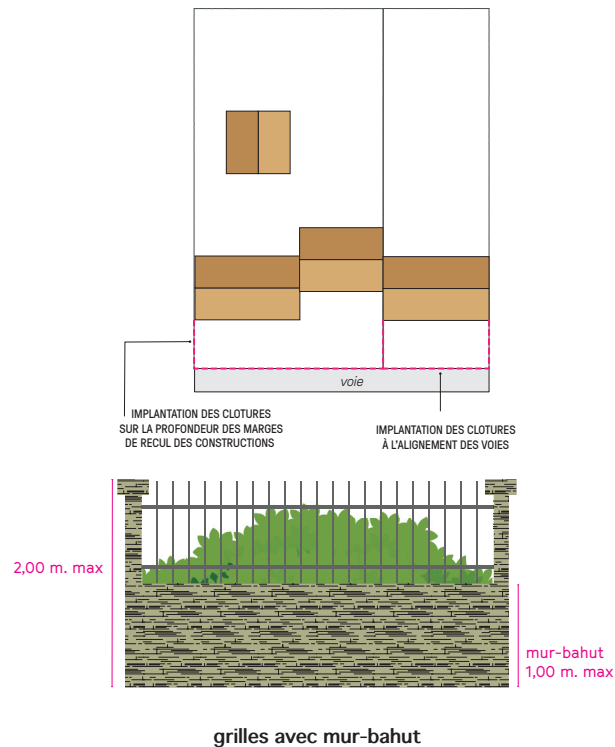 voie
IMPLANTATION DES CLOTURES
SUR LA PROFONDEUR DES MARGES
DE RECUL DES CONSTRUCTIONS
IMPLANTATION DES CLOTURES
À L'ALIGNEMENT DES VOIES
2,00 m. max
mur-bahut
1,00 m. max
grilles avec mur-bahut